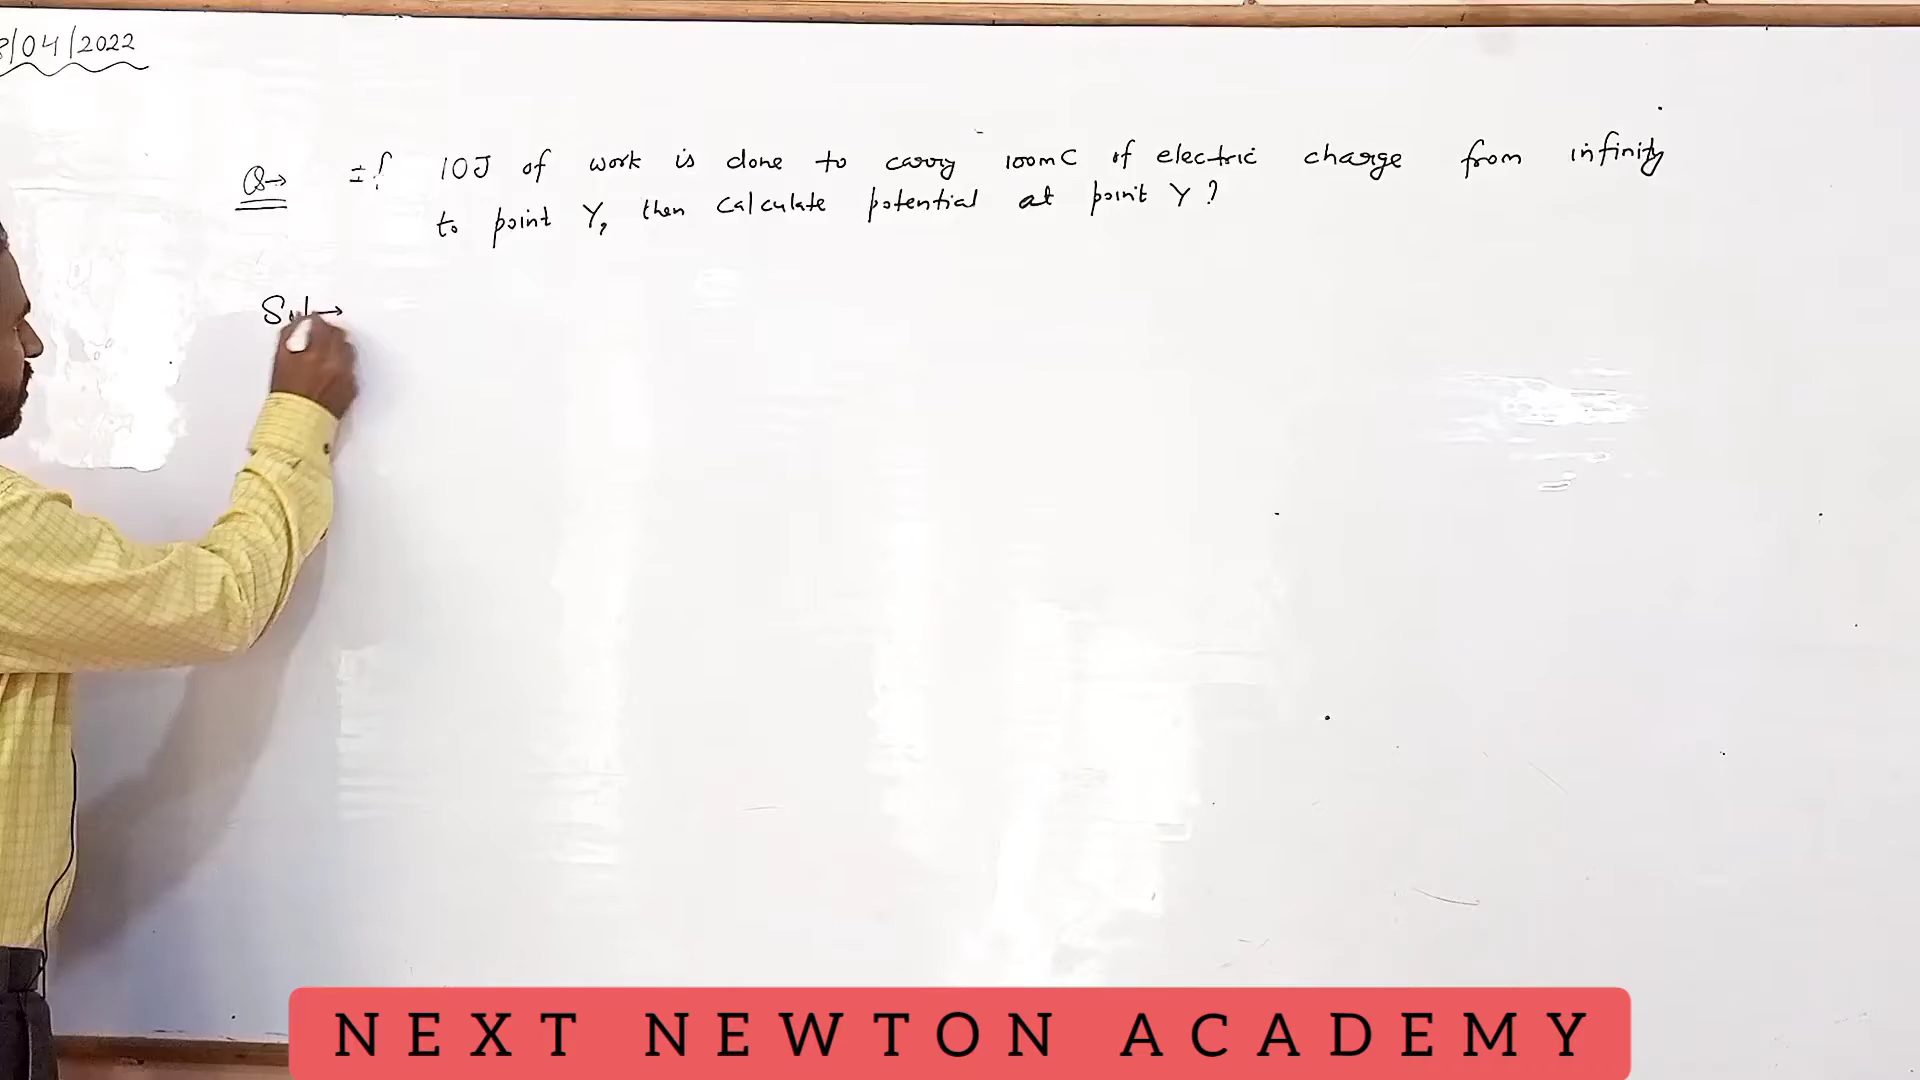 8/04/2022
Q→ If 10J of work is done to carry 100mC of electric charge from infinity
to point Y, then calculate potential at point Y?
Sol→
NEXT NEWTON ACADEMY